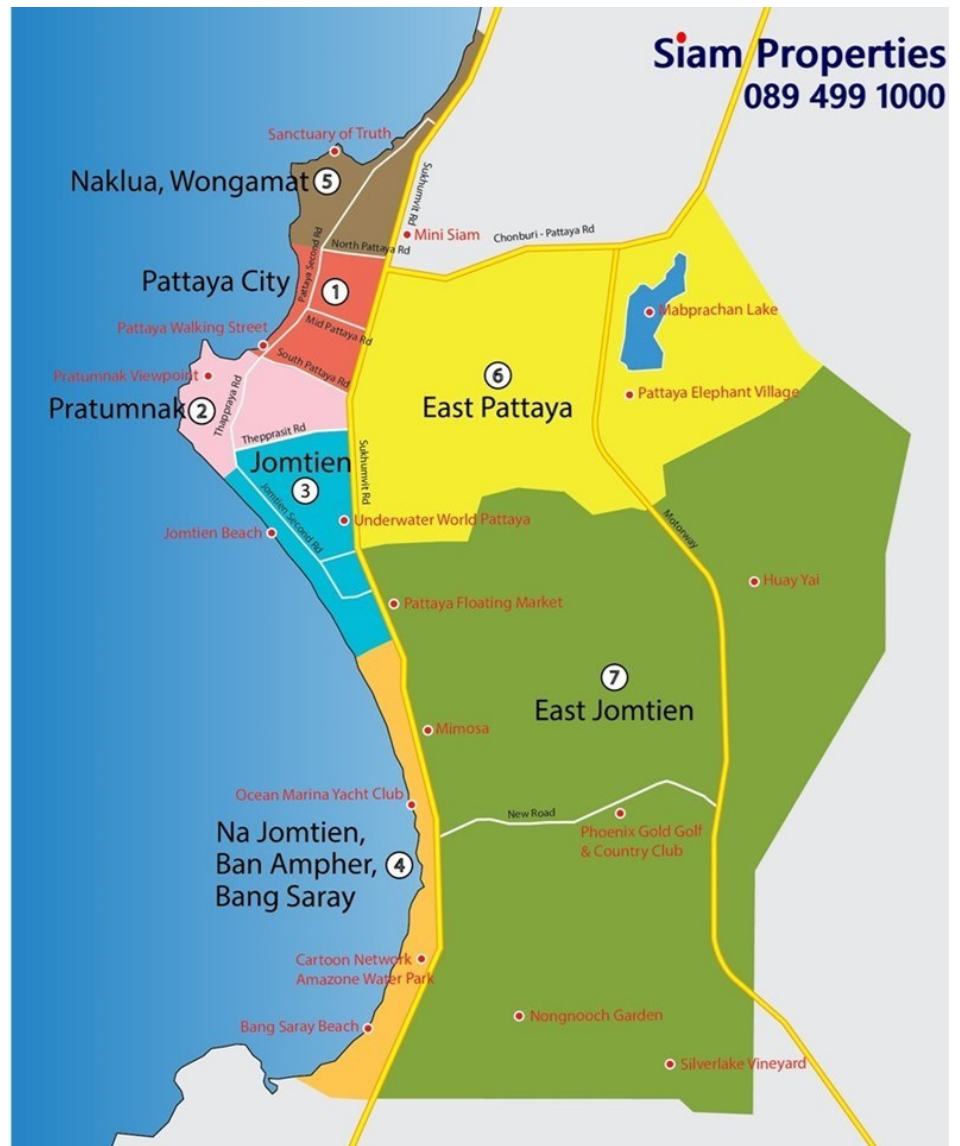 Siam Properties
089 499 1000
Sanctuary of Truth
Naklua, Wongamat 5
Sukhumvit Rd
Mini Siam
Chonburi - Pattaya Rd
North Pattaya Rd
Pattaya Second Rd
Pattaya City
1
Mabprachan Lake
Mid Pattaya Rd
Pattaya Walking Street
South Pattaya Rd
Pratumnak Viewpoint
6
East Pattaya
Pattaya Elephant Village
Pratumnak 2
Thappraya Rd
Thepprasit Rd
Jomtien
3
Sukhumvit Rd
Jomtien Second Rd
Underwater World Pattaya
Jomtien Beach
Motorway
Huay Yai
Pattaya Floating Market
7
East Jomtien
Mimosa
Ocean Marina Yacht Club
New Road
Phoenix Gold Golf
& Country Club
Na Jomtien,
Ban Ampher, 4
Bang Saray
Cartoon Network
Amazone Water Park
Bang Saray Beach
Nongnooch Garden
Silverlake Vineyard